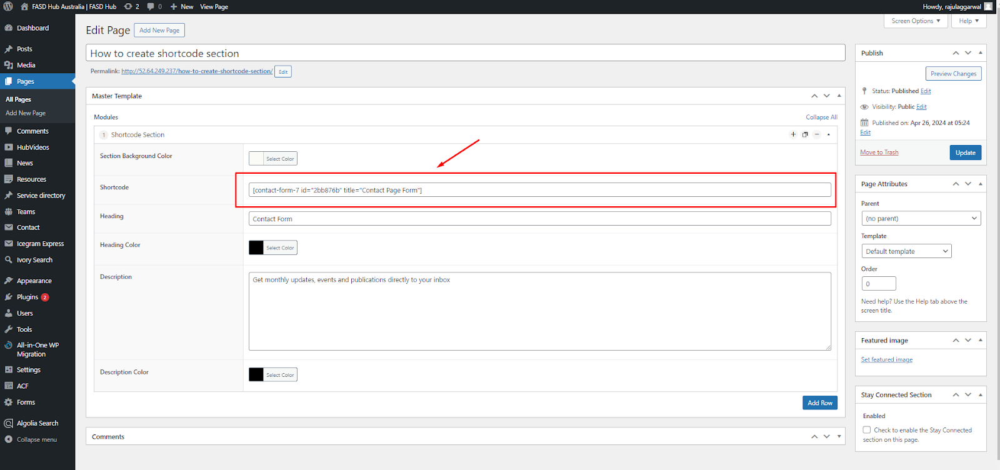 FASD Hub Australia | FASD Hub 2 0 New View Page Howdy, rajulaggarwal
Screen Options Help
Dashboard
Posts
Media
Pages
All Pages
Add New Page
Comments
HubVideos
News
Resources
Service directory
Teams
Contact
Icegram Express
Ivory Search
Appearance
Plugins 2
Users
Tools
All-in-One WP
Migration
Settings
ACF
Forms
Algolia Search
Collapse menu
Edit Page Add New Page
How to create shortcode section
Permalink: http://52.64.249.237/how-to-create-shortcode-section/ Edit
Master Template
Modules Collapse All
1 Shortcode Section
Section Background Color Select Color
Shortcode [contact-form-7 id="2bb876b" title="Contact Page Form"]
Heading Contact Form
Heading Color Select Color
Description Get monthly updates, events and publications directly to your inbox
Description Color Select Color
Add Row
Comments
Publish
Preview Changes
Status: Published Edit
Visibility: Public Edit
Published on: Apr 26, 2024 at 05:24
Edit
Move to Trash Update
Page Attributes
Parent
(no parent)
Template
Default template
Order
0
Need help? Use the Help tab above the
screen title.
Featured image
Set featured image
Stay Connected Section
Enabled
Check to enable the Stay Connected
section on this page.